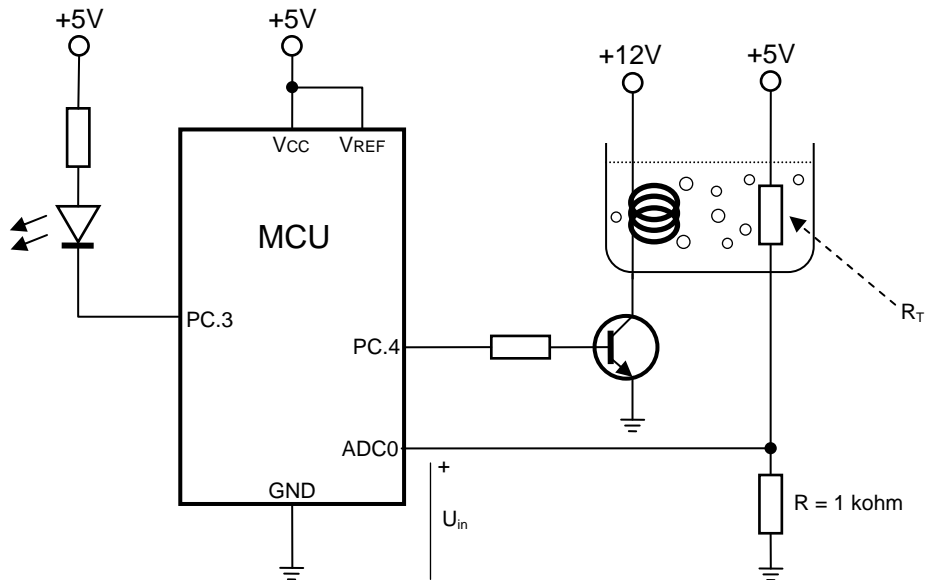 +5V
+5V
+12V
+5V
VCC
VREF
MCU
PC.3
RT
PC.4
ADC0
+
GND
R = 1 kohm
Uin